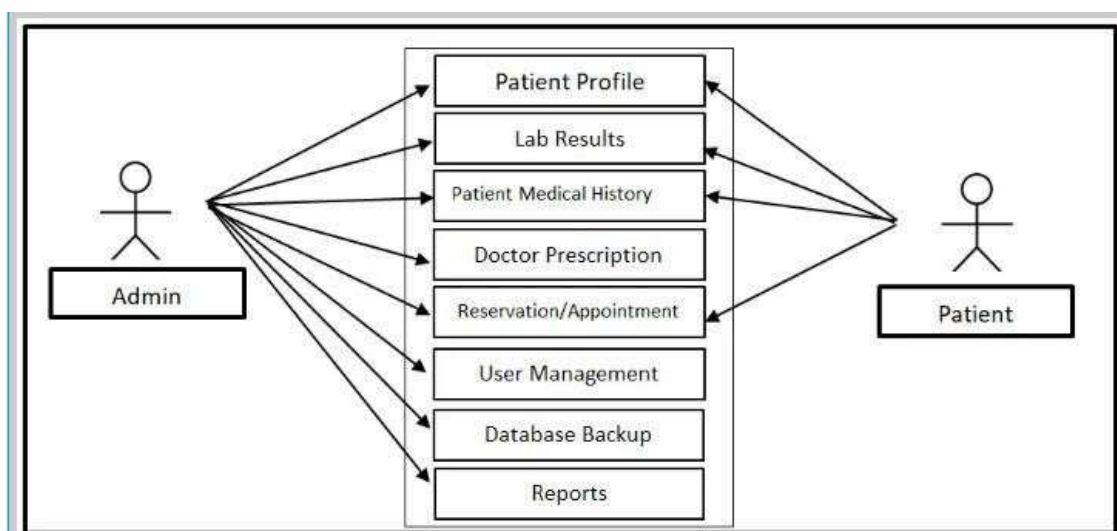 Patient Profile
Lab Results
Patient Medical History
Doctor Prescription
Admin
Reservation/Appointment
Patient
User Management
Database Backup
Reports